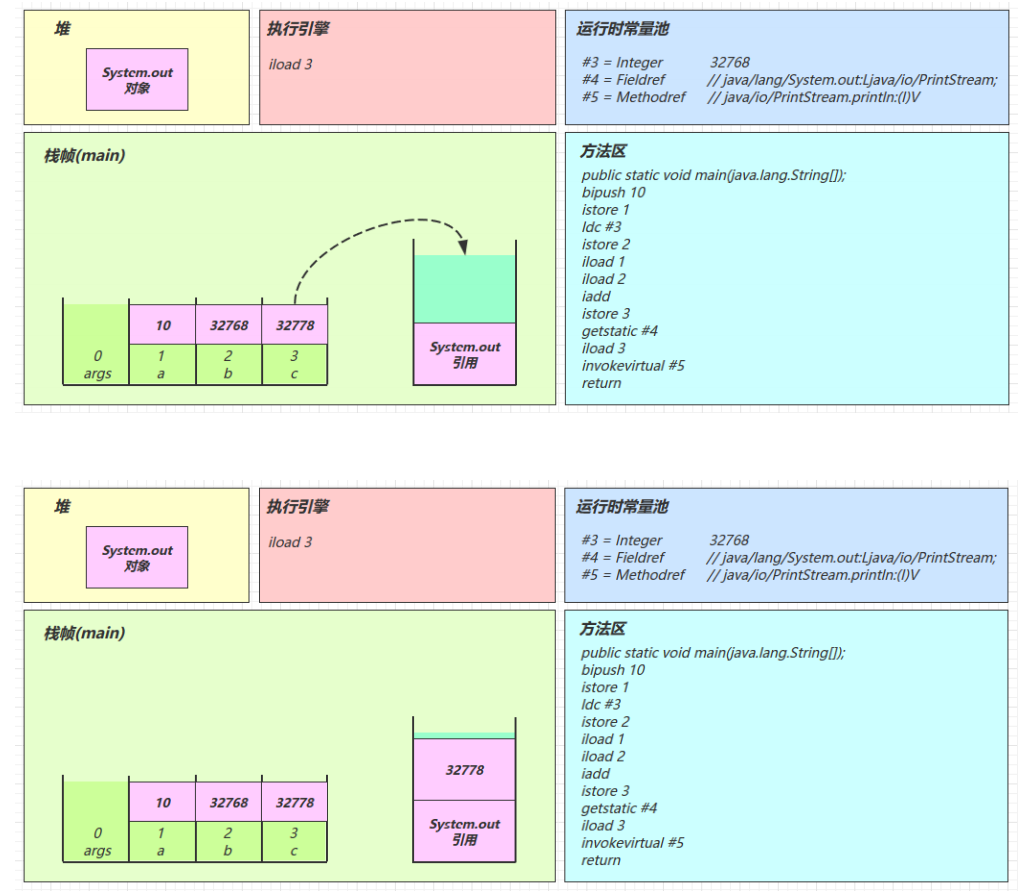 堆
System.out
对象
执行引擎
iload 3
运行时常量池
#3 = Integer 32768
#4 = Fieldref // java/lang/System.out:Ljava/io/PrintStream;
#5 = Methodref // java/io/PrintStream.println:(I)V
栈帧(main)
10 32768 32778
0 1 2 3
args a b c
System.out
引用
方法区
public static void main(java.lang.String[]);
bipush 10
istore 1
ldc #3
istore 2
iload 1
iload 2
iadd
istore 3
getstatic #4
iload 3
invokevirtual #5
return
堆
System.out
对象
执行引擎
iload 3
运行时常量池
#3 = Integer 32768
#4 = Fieldref // java/lang/System.out:Ljava/io/PrintStream;
#5 = Methodref // java/io/PrintStream.println:(I)V
栈帧(main)
32778
10 32768 32778
0 1 2 3
args a b c
System.out
引用
方法区
public static void main(java.lang.String[]);
bipush 10
istore 1
ldc #3
istore 2
iload 1
iload 2
iadd
istore 3
getstatic #4
iload 3
invokevirtual #5
return